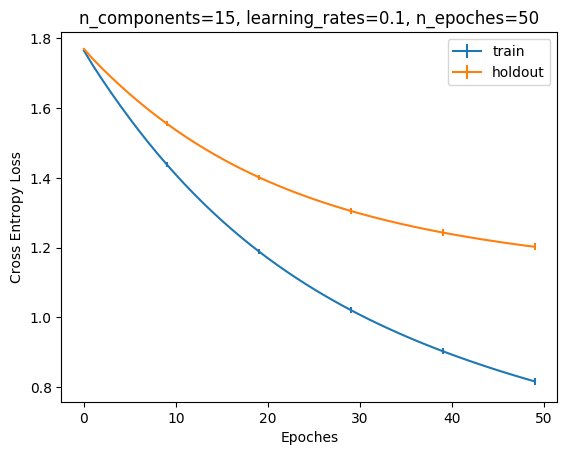 n_components=15, learning_rates=0.1, n_epoches=50
train
holdout
Cross Entropy Loss
1.8
1.6
1.4
1.2
1.0
0.8
0
10
20
30
40
50
Epoches